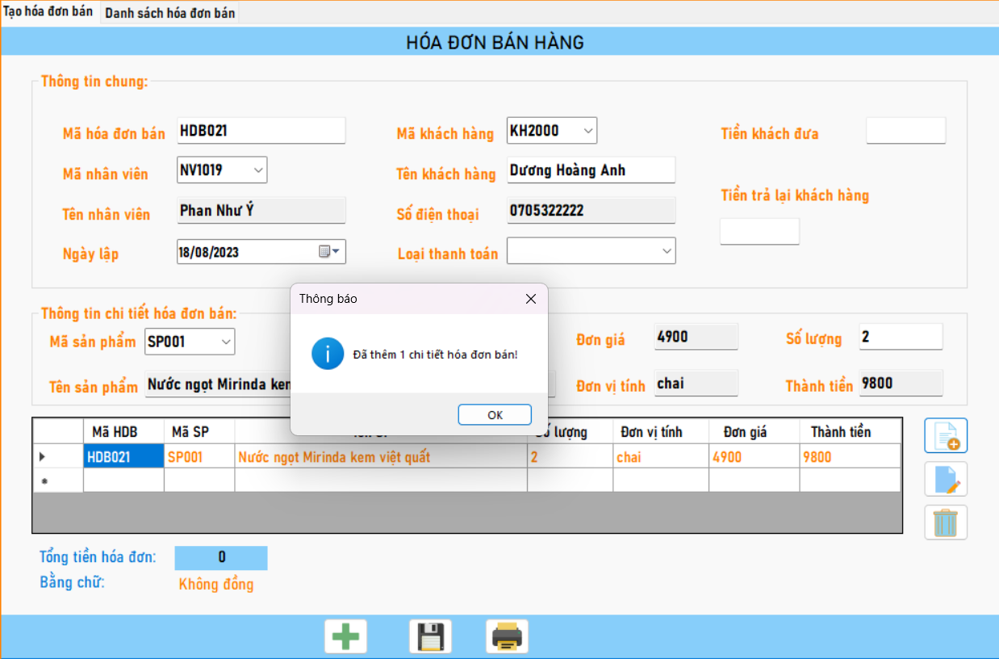 Tạo hóa đơn bán Danh sách hóa đơn bán
HÓA ĐƠN BÁN HÀNG
Thông tin chung:
Mã hóa đơn bán HDB021 Mã khách hàng KH2000 Tiền khách đưa
Mã nhân viên NV1019 Tên khách hàng Dương Hoàng Anh
Tiền trả lại khách hàng
Tên nhân viên Phan Như Ý Số điện thoại 0705322222
Ngày lập 18/08/2023 Loại thanh toán
Thông báo
Đã thêm 1 chi tiết hóa đơn bán!
OK
Thông tin chi tiết hóa đơn bán:
Mã sản phẩm SP001 Đơn giá 4900 Số lượng 2
Tên sản phẩm Nước ngọt Mirinda kem Đơn vị tính chai Thành tiền 9800
Mã HDB Mã SP Số lượng Đơn vị tính Đơn giá Thành tiền
HDB021 SP001 Nước ngọt Mirinda kem việt quất 2 chai 4900 9800
Tổng tiền hóa đơn: 0
Bằng chữ: Không đồng